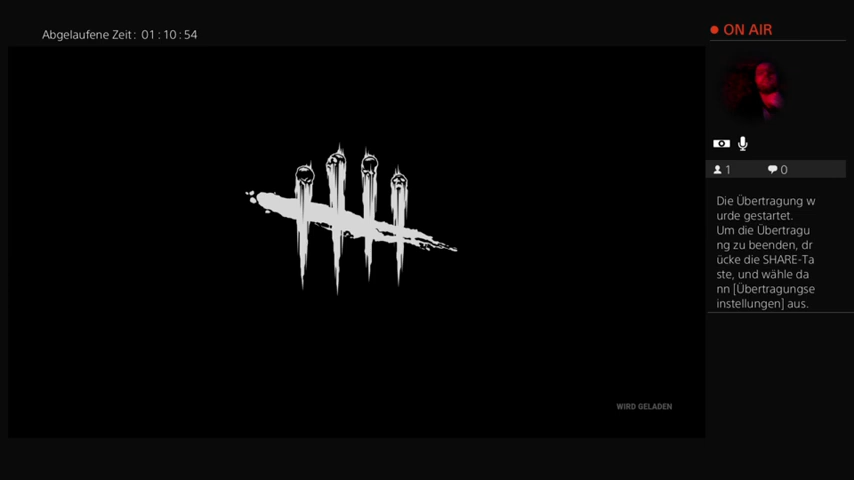 Abgelaufene Zeit: 01:10:54
ON AIR
1 0
Die Übertragung w
urde gestartet.
Um die Übertragu
ng zu beenden, dr
ücke die SHARE-Ta
ste, und wähle da
nn [Übertragungse
instellungen] aus.
WIRD GELADEN